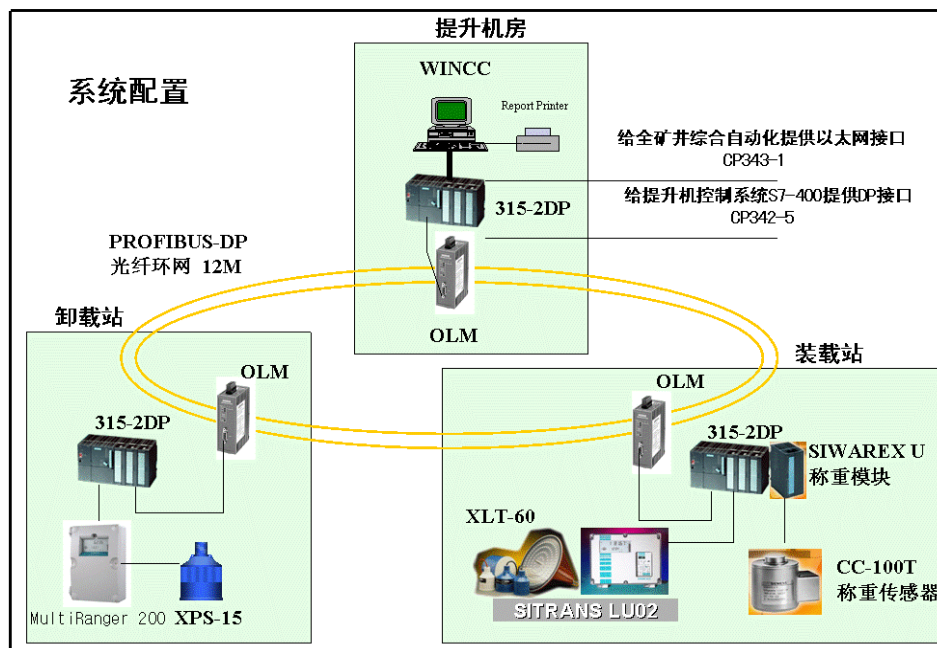 系统配置
提升机房
WINCC
Report Printer
315-2DP
给全矿井综合自动化提供以太网接口
CP343-1
给提升机控制系统S7-400提供DP接口
CP342-5
PROFIBUS-DP
光纤环网 12M
OLM
卸载站
OLM
315-2DP
MultiRanger 200 XPS-15
装载站
OLM
315-2DP
SIWAREX U
称重模块
XLT-60
SITRANS LU02
CC-100T
称重传感器